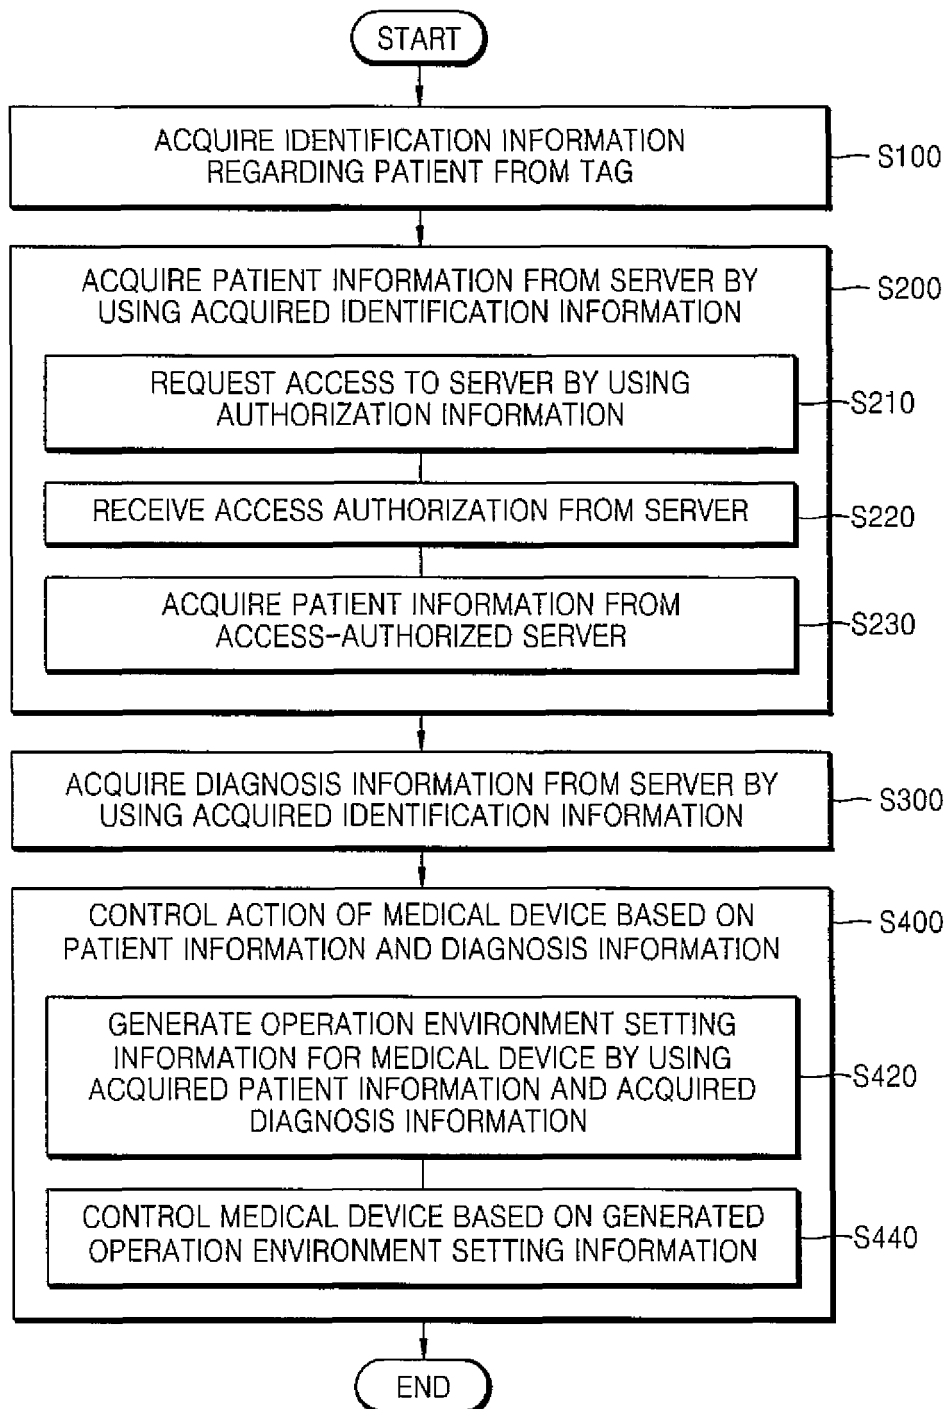 START
ACQUIRE IDENTIFICATION INFORMATION
REGARDING PATIENT FROM TAG
S100
ACQUIRE PATIENT INFORMATION FROM SERVER BY
USING ACQUIRED IDENTIFICATION INFORMATION
S200
REQUEST ACCESS TO SERVER BY USING
AUTHORIZATION INFORMATION
S210
RECEIVE ACCESS AUTHORIZATION FROM SERVER
S220
ACQUIRE PATIENT INFORMATION FROM
ACCESS-AUTHORIZED SERVER
S230
ACQUIRE DIAGNOSIS INFORMATION FROM SERVER BY
USING ACQUIRED IDENTIFICATION INFORMATION
S300
CONTROL ACTION OF MEDICAL DEVICE BASED ON
PATIENT INFORMATION AND DIAGNOSIS INFORMATION
S400
GENERATE OPERATION ENVIRONMENT SETTING
INFORMATION FOR MEDICAL DEVICE BY USING
ACQUIRED PATIENT INFORMATION AND ACQUIRED
DIAGNOSIS INFORMATION
S420
CONTROL MEDICAL DEVICE BASED ON GENERATED
OPERATION ENVIRONMENT SETTING INFORMATION
S440
END